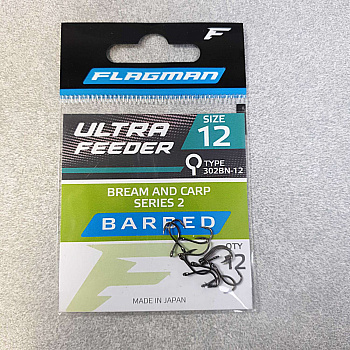 FLAGMAN
ULTRA
FEEDER
SIZE
12
TYPE
302BN-12
BREAM AND CARP
SERIES 2
BARBED
QTY
12
MADE IN JAPAN